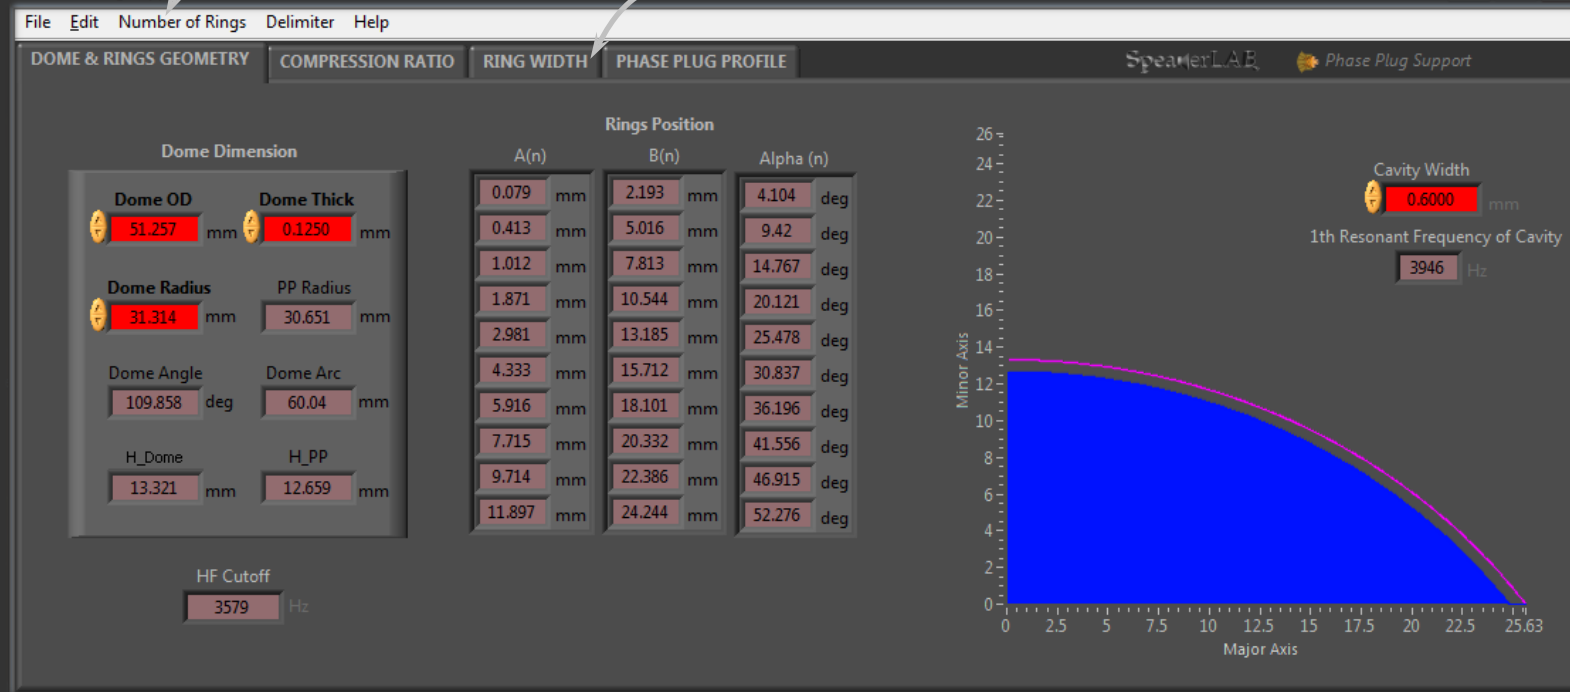 File Edit Number of Rings Delimiter Help
DOME & RINGS GEOMETRY COMPRESSION RATIO RING WIDTH PHASE PLUG PROFILE SpeakerLAB Phase Plug Support
Dome Dimension
Dome OD Dome Thick
51.257 mm 0.1250 mm
Dome Radius PP Radius
31.314 mm 30.651 mm
Dome Angle Dome Arc
109.858 deg 60.04 mm
H_Dome H_PP
13.321 mm 12.659 mm
HF Cutoff
3579 Hz
Rings Position
A(n) B(n) Alpha (n)
0.079 mm 2.193 mm 4.104 deg
0.413 mm 5.016 mm 9.42 deg
1.012 mm 7.813 mm 14.767 deg
1.871 mm 10.544 mm 20.121 deg
2.981 mm 13.185 mm 25.478 deg
4.333 mm 15.712 mm 30.837 deg
5.916 mm 18.101 mm 36.196 deg
7.715 mm 20.332 mm 41.556 deg
9.714 mm 22.386 mm 46.915 deg
11.897 mm 24.244 mm 52.276 deg
Cavity Width
0.6000 mm
1th Resonant Frequency of Cavity
3946 Hz
26
24
22
20
18
16
14
12
10
8
6
4
2
0
Minor Axis
0 2.5 5 7.5 10 12.5 15 17.5 20 22.5 25.63
Major Axis